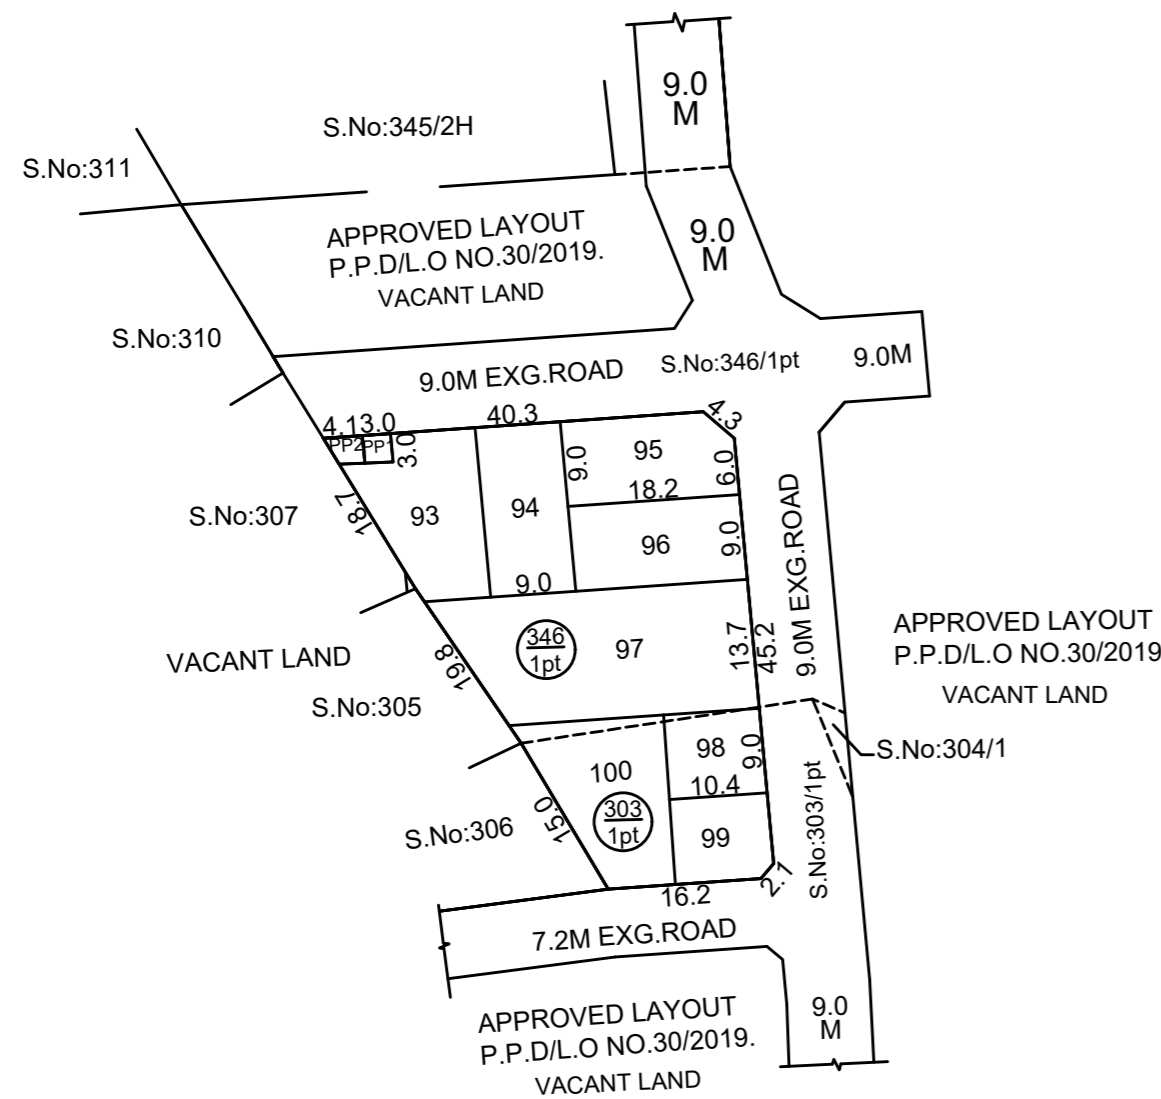 9.0
M
S.No:345/2H
S.No:311
APPROVED LAYOUT
P.P.D/L.O NO.30/2019.
VACANT LAND
9.0
M
S.No:310
9.0M EXG.ROAD
S.No:346/1pt
9.0M
4.1
3.0
40.3
4.3
PP2
PP1
3.0
9.0
95
6.0
18.2
18.7
S.No:307
93
94
96
9.0
9.0
9.0M EXG.ROAD
APPROVED LAYOUT
P.P.D/L.O NO.30/2019
VACANT LAND
VACANT LAND
19.8
346
1pt
97
13.7
45.2
S.No:305
S.No:304/1
100
98
9.0
10.4
303
1pt
99
15.0
S.No:306
S.No:303/1pt
2.1
16.2
7.2M EXG.ROAD
APPROVED LAYOUT
P.P.D/L.O NO.30/2019.
VACANT LAND
9.0
M